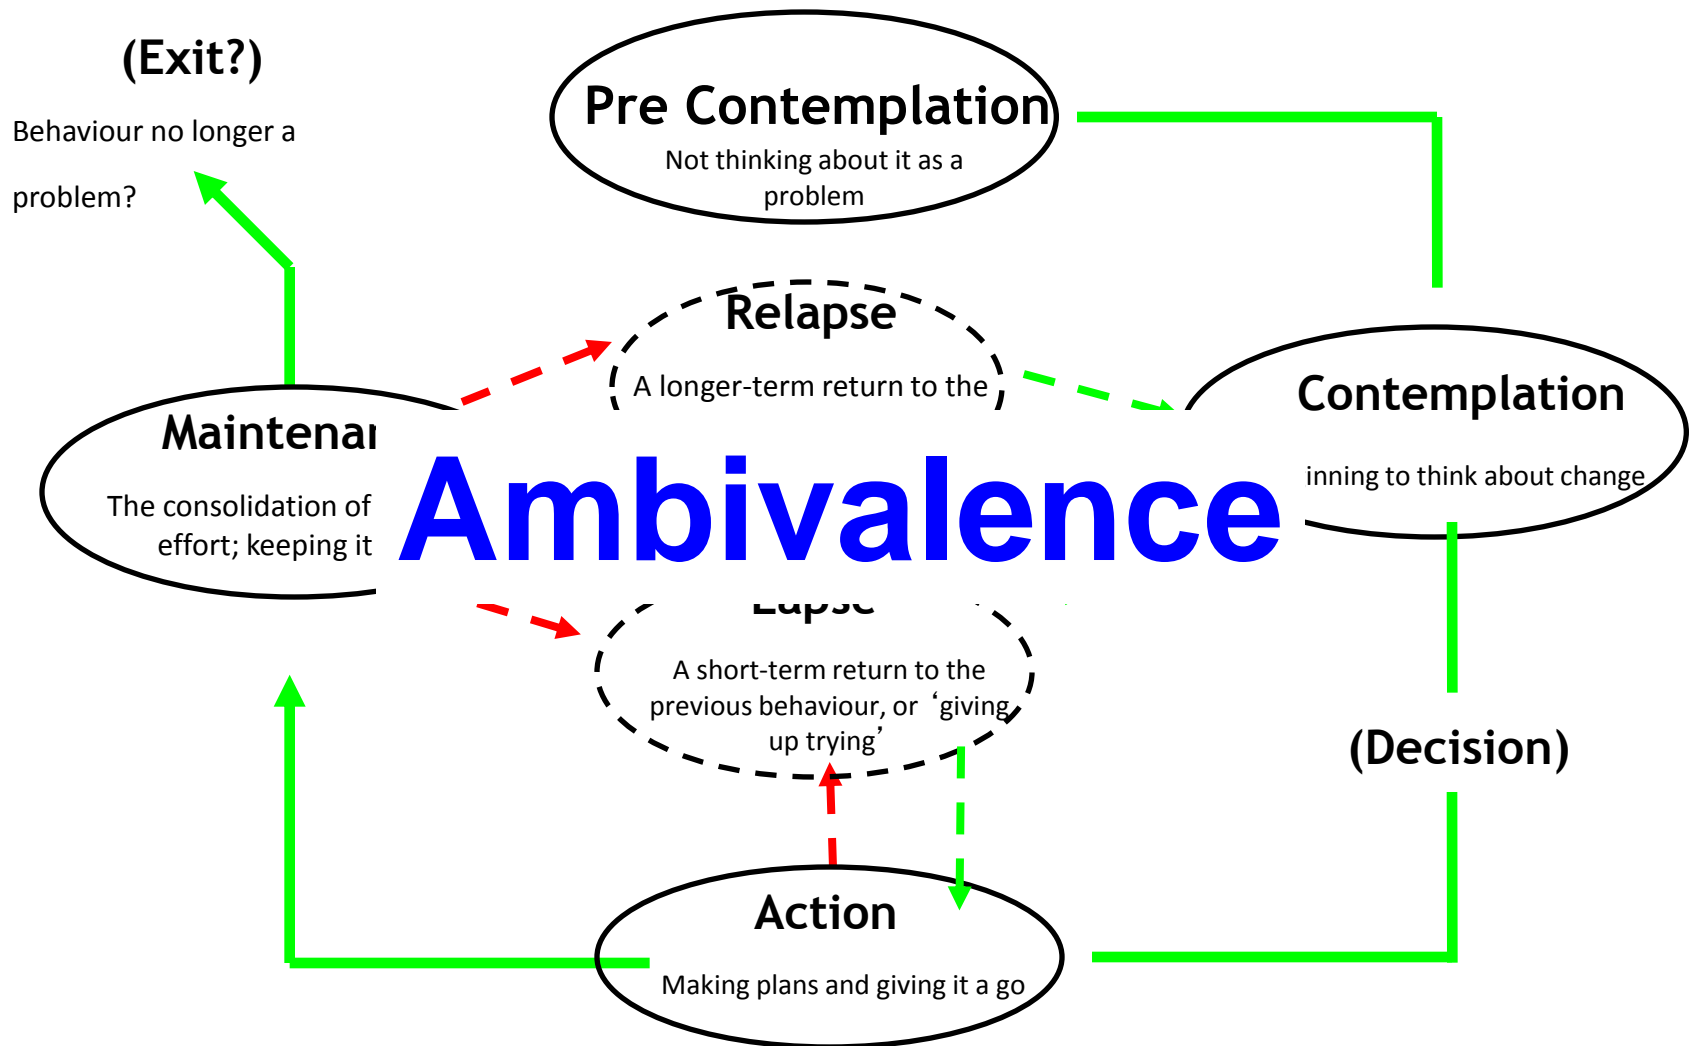 (Exit?)
Behaviour no longer a
problem?
Pre Contemplation
Not thinking about it as a
problem
Relapse
A longer-term return to the
Contemplation
inning to think about change
Maintenan
The consolidation of
effort; keeping it
Ambivalence
Lapse
A short-term return to the
previous behaviour, or ‘giving
up trying’
(Decision)
Action
Making plans and giving it a go